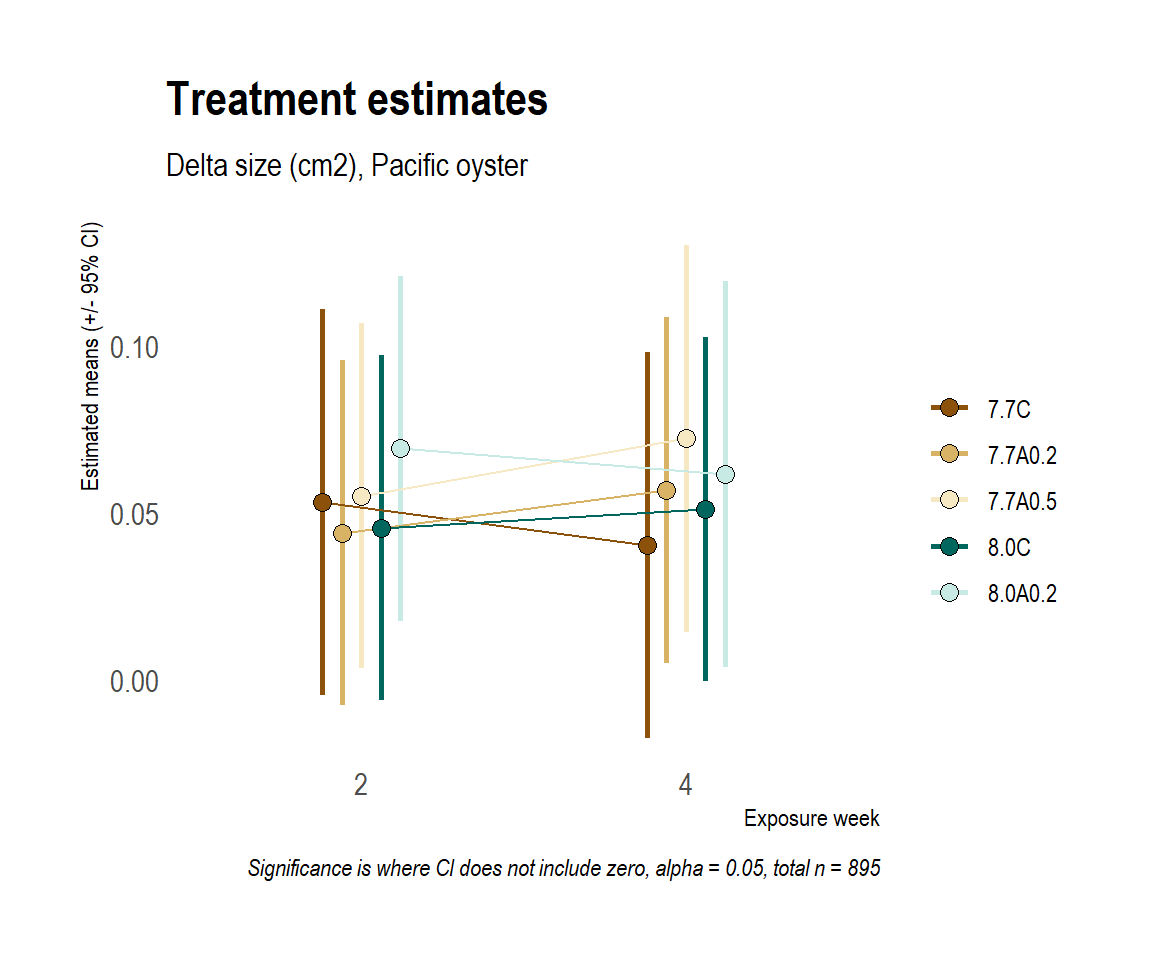 Treatment estimates
Delta size (cm2), Pacific oyster
Estimated means (+/- 95% CI)
0.10
0.05
0.00
2
4
Exposure week
7.7C
7.7A0.2
7.7A0.5
8.0C
8.0A0.2
Significance is where CI does not include zero, alpha = 0.05, total n = 895